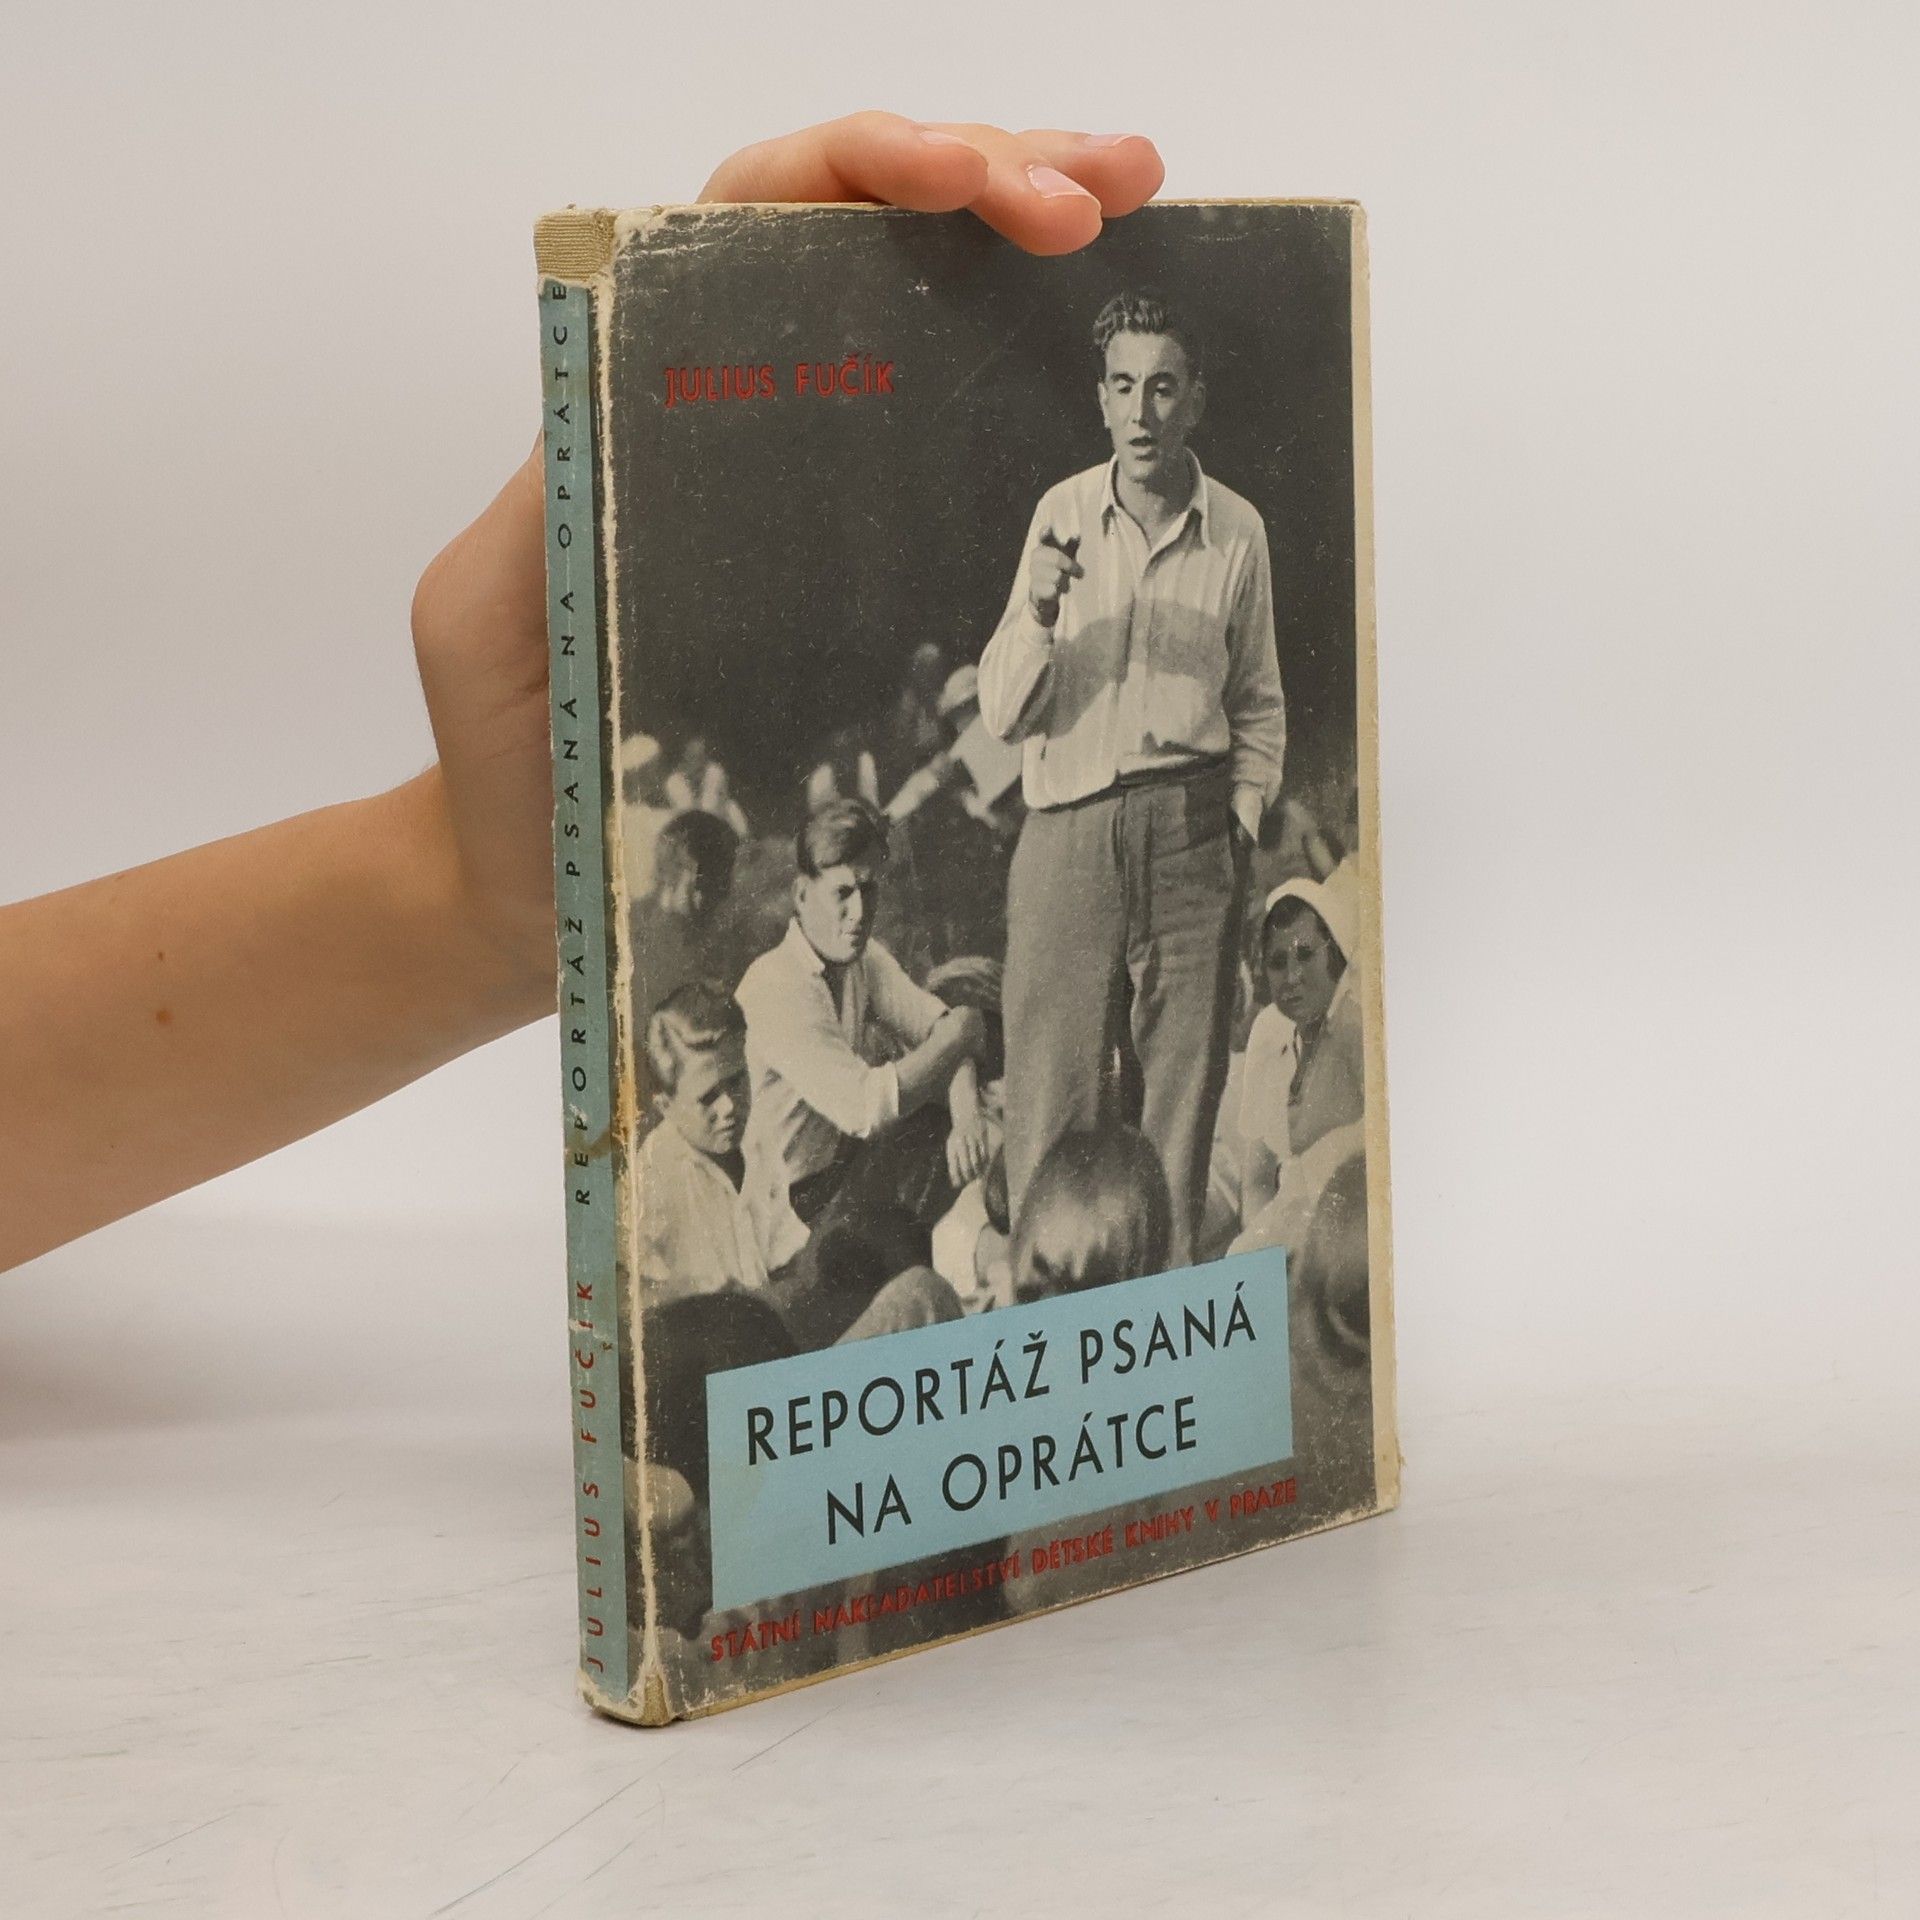 JULIUS FUČÍK REPORTÁŽ PSANÁ NA OPRÁTCE
JULIUS FUČÍK
REPORTÁŽ PSANÁ
NA OPRÁTCE
STÁTNÍ NAKLADATELSTVÍ DĚTSKÉ KNIHY V PRAZE